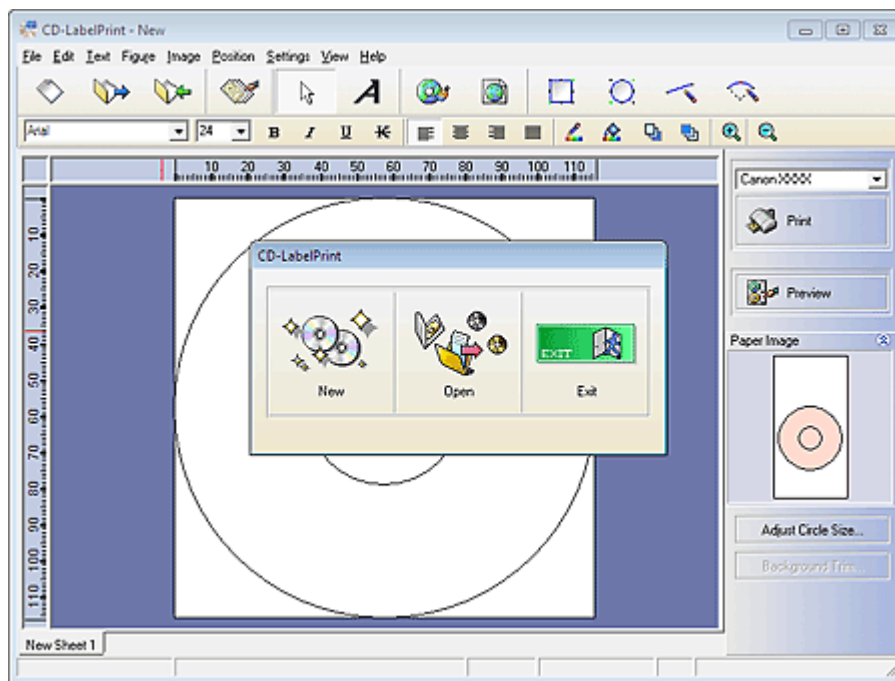 CD-LabelPrint - New
File Edit Text Figure Image Position Settings View Help
Arial 24 B I U K
10 20 30 40 50 60 70 80 90 100 110
Canon XXXX
Print
Preview
Paper Image
Adjust Circle Size...
Background Trim...
CD-LabelPrint
New Open EXIT Exit
10
20
30
40
50
60
70
80
90
100
110
New Sheet 1